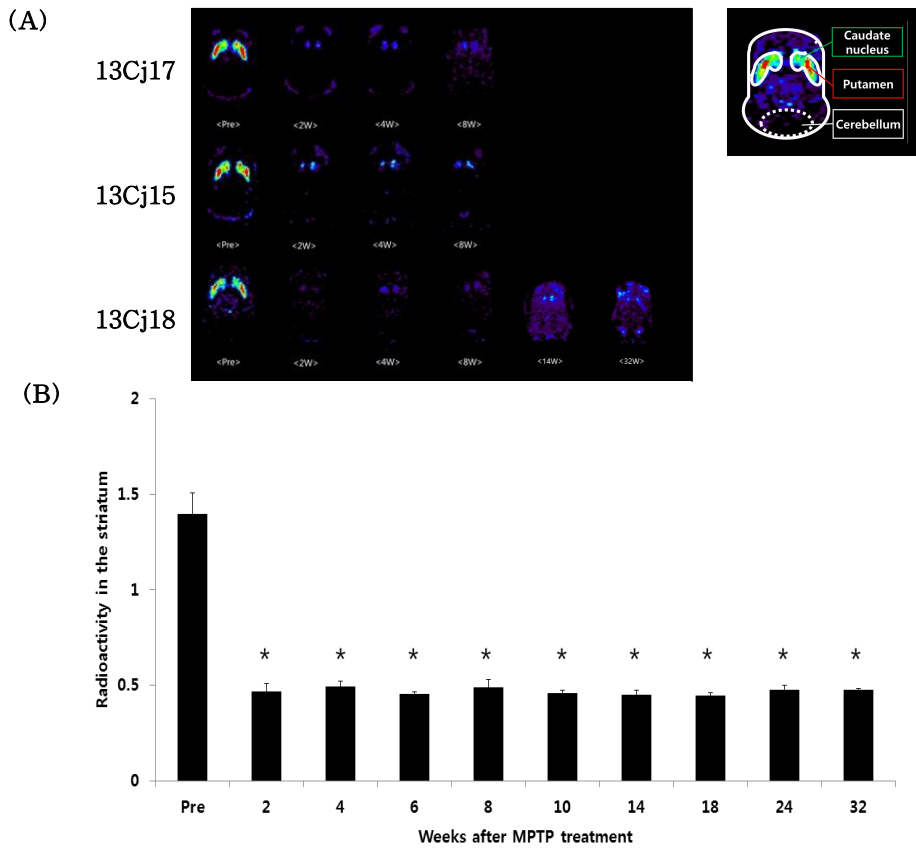 (A)
Caudate
nucleus
Putamen
Cerebellum
13Cj17
<Pre> <2W> <4W> <8W>
13Cj15
<Pre> <2W> <4W> <8W>
13Cj18
<Pre> <2W> <4W> <8W> <14W> <32W>
(B)
2
1.5
1
0.5
0
Radioactivity in the striatum
* * * * * * * * *
Pre 2 4 6 8 10 14 18 24 32
Weeks after MPTP treatment